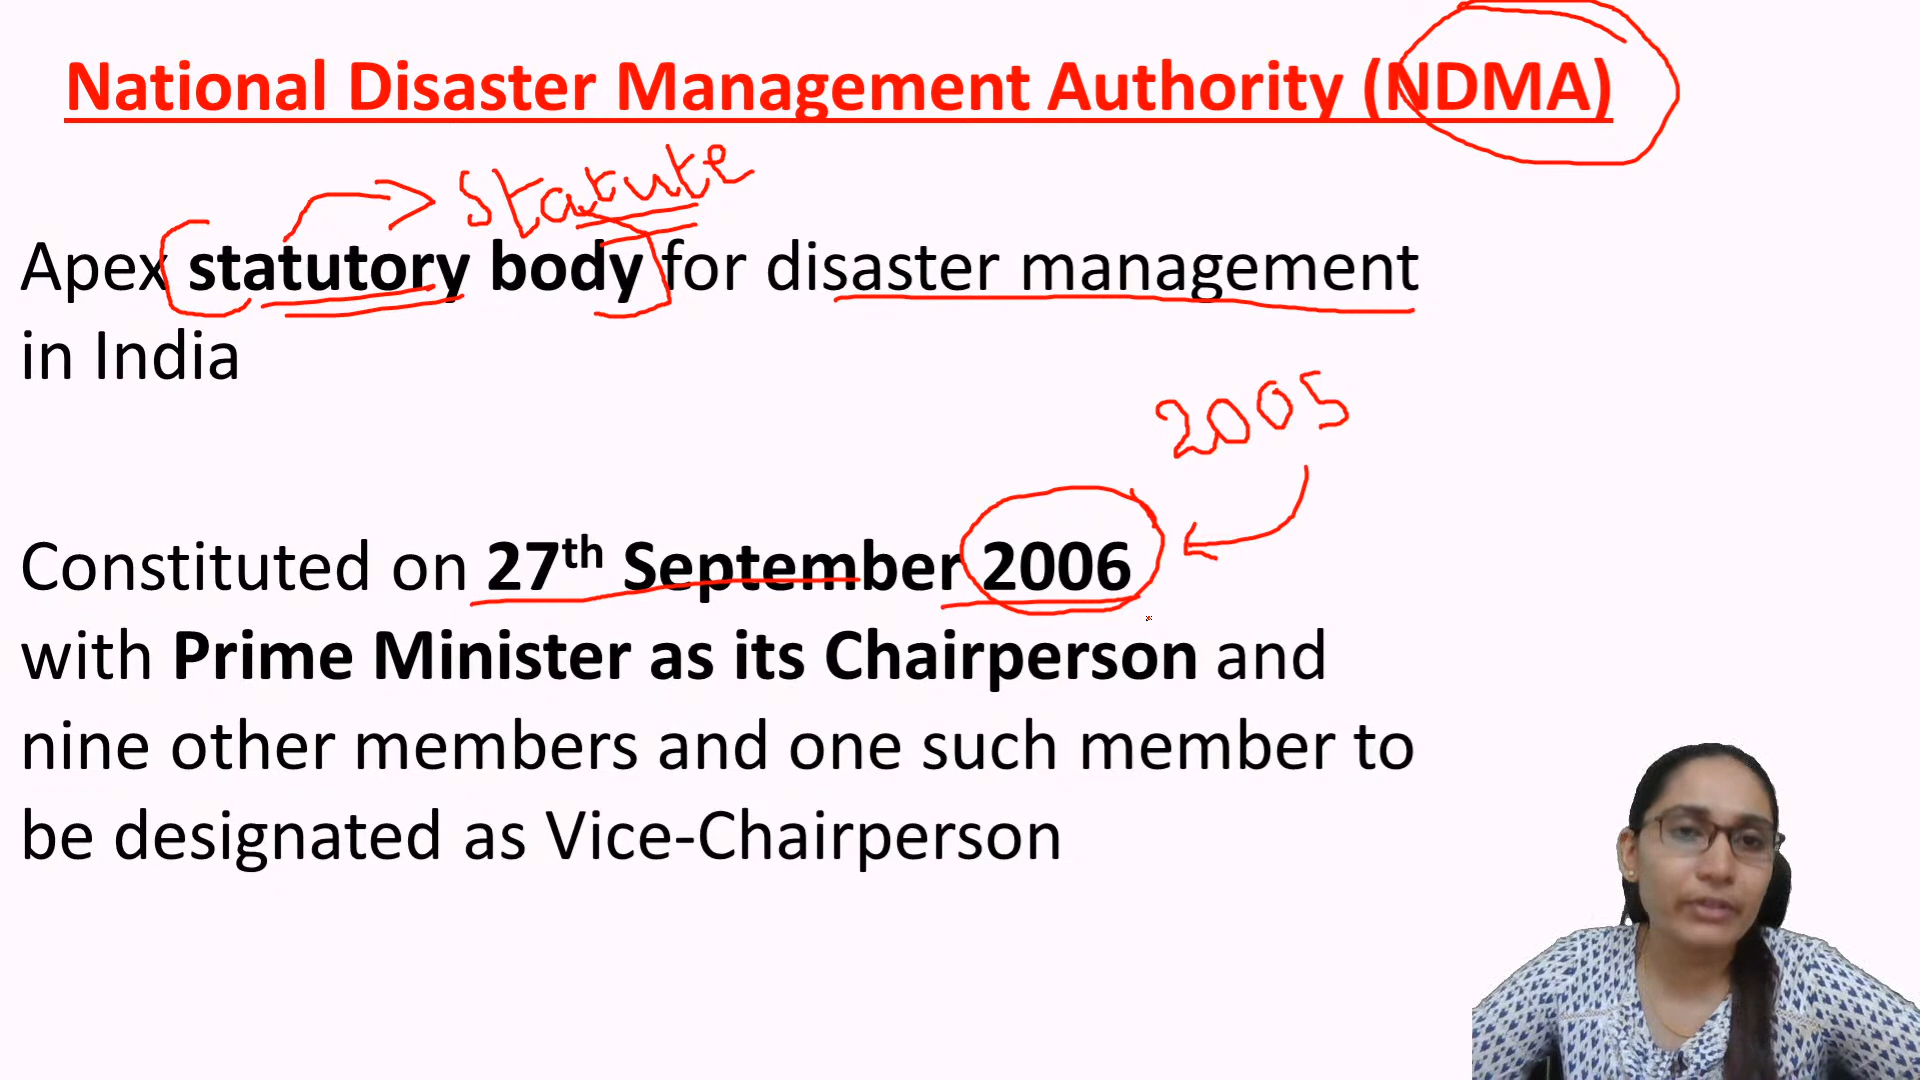 National Disaster Management Authority (NDMA)
Statute
Apex statutory body for disaster management
in India
2005
Constituted on 27th September 2006
with Prime Minister as its Chairperson and
nine other members and one such member to
be designated as Vice-Chairperson